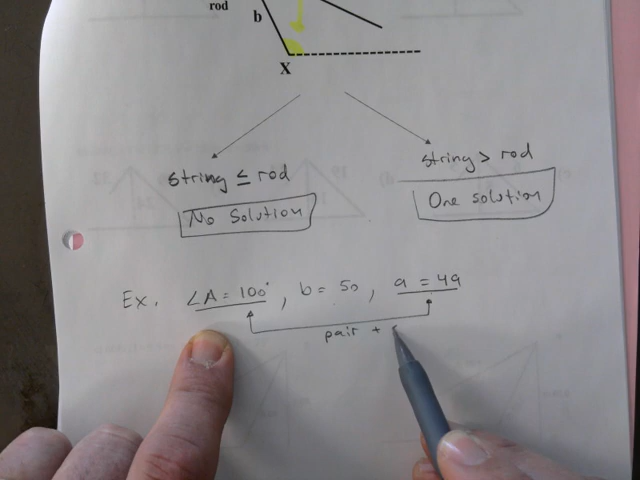 rod
b
X
string ≤ rod
string > rod
No Solution
One solution
Ex. ∠A = 100°, b = 50, a = 49
pair +